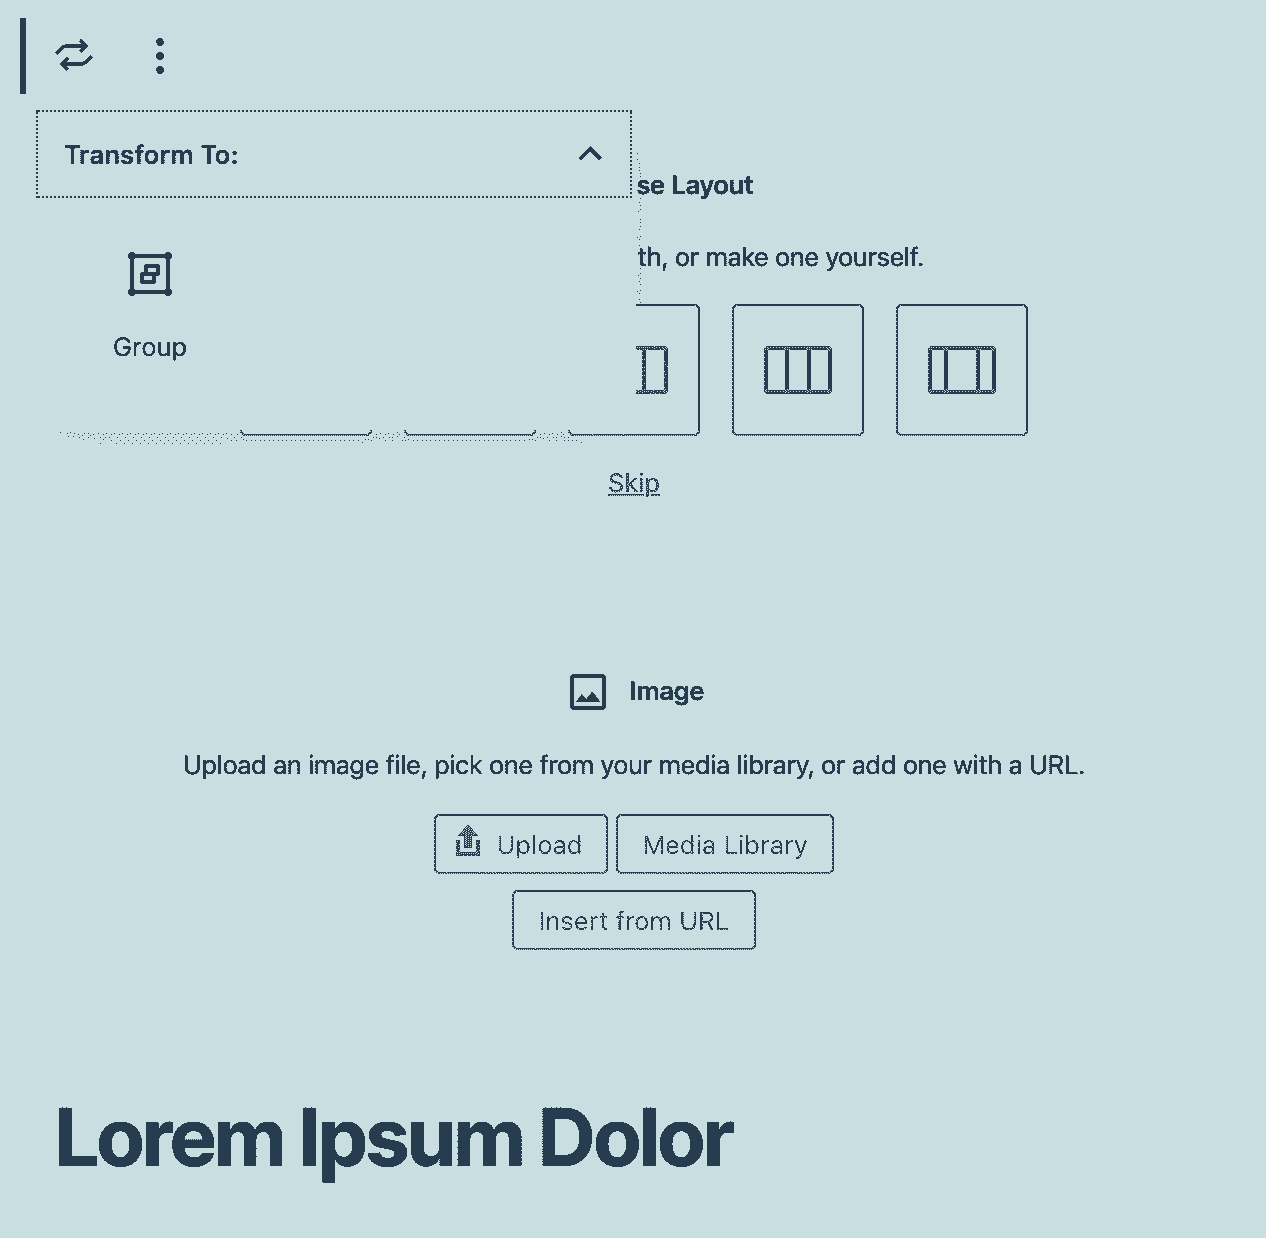 Transform To:
se Layout
th, or make one yourself.
Group
Skip
Image
Upload an image file, pick one from your media library, or add one with a URL.
Upload
Media Library
Insert from URL
Lorem Ipsum Dolor